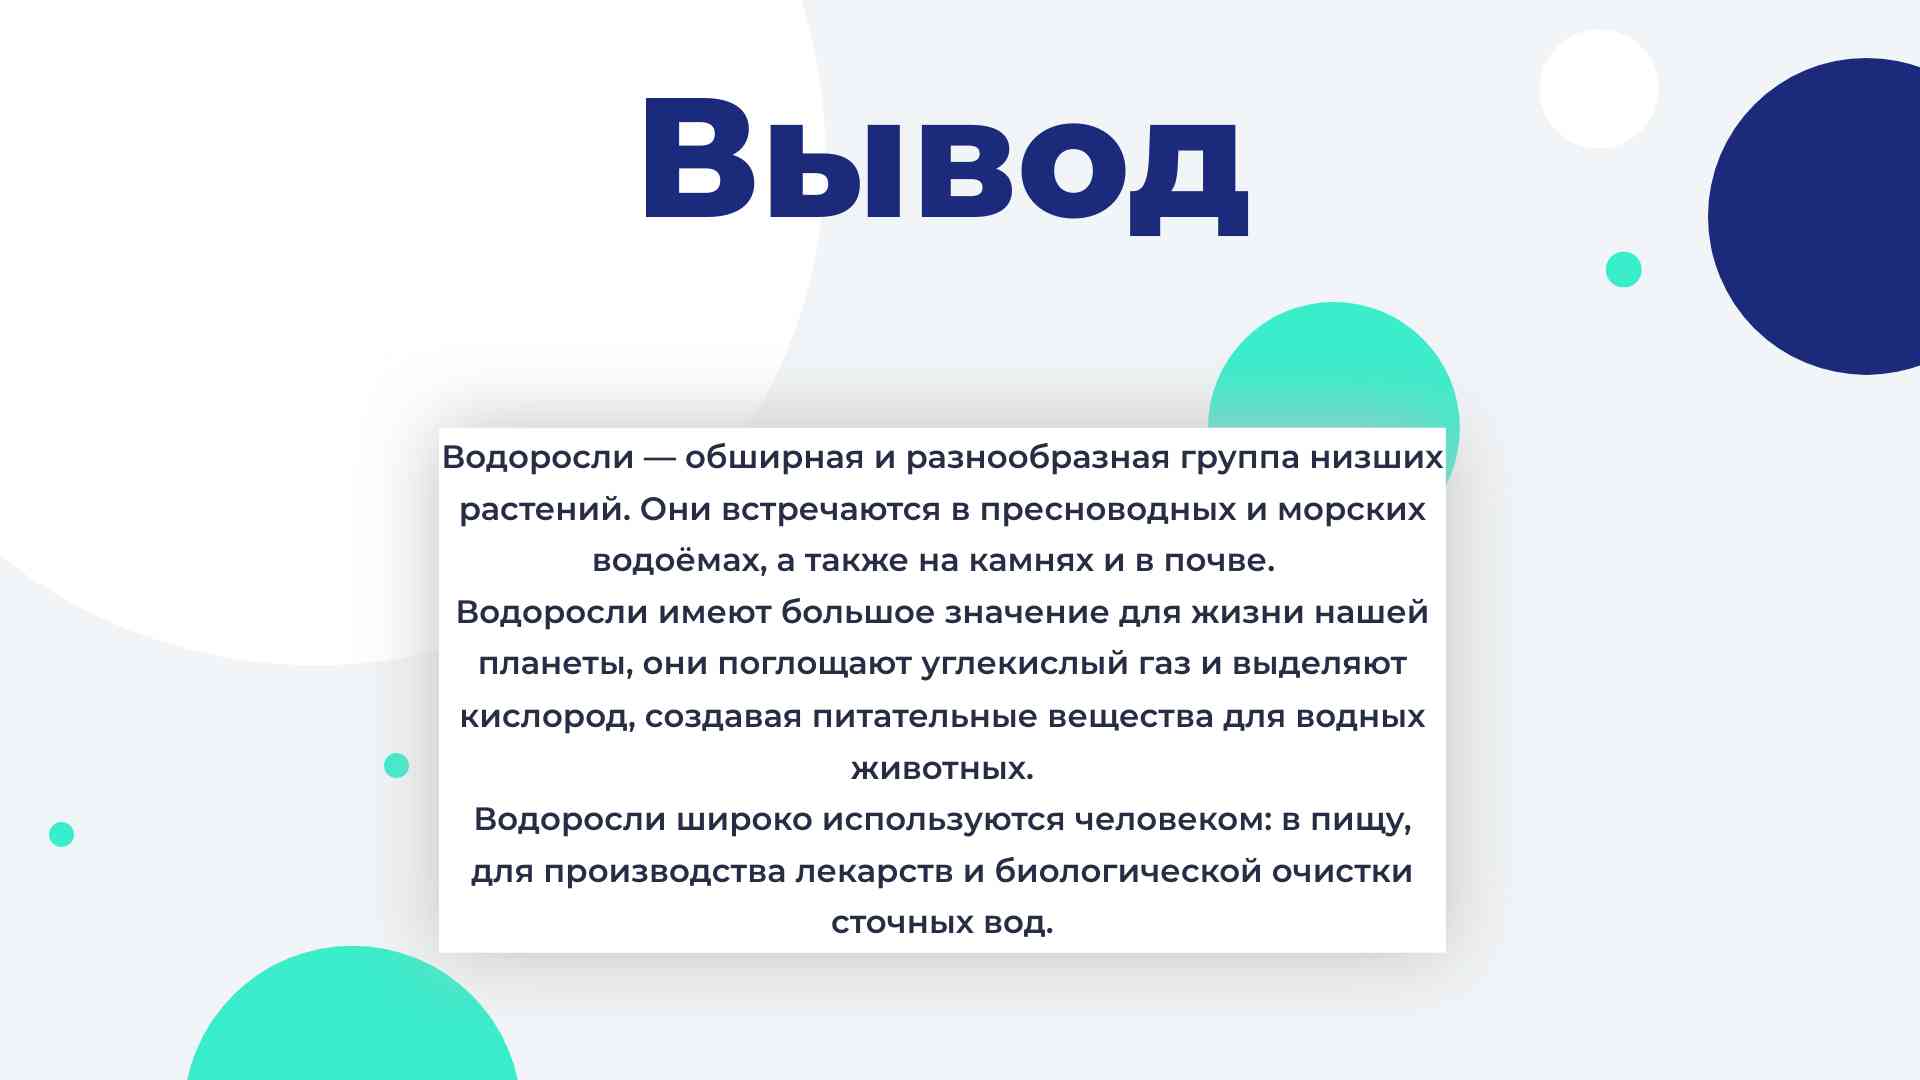 Вывод
Водоросли — обширная и разнообразная группа низших
растений. Они встречаются в пресноводных и морских
водоёмах, а также на камнях и в почве.
Водоросли имеют большое значение для жизни нашей
планеты, они поглощают углекислый газ и выделяют
кислород, создавая питательные вещества для водных
животных.
Водоросли широко используются человеком: в пищу,
для производства лекарств и биологической очистки
сточных вод.